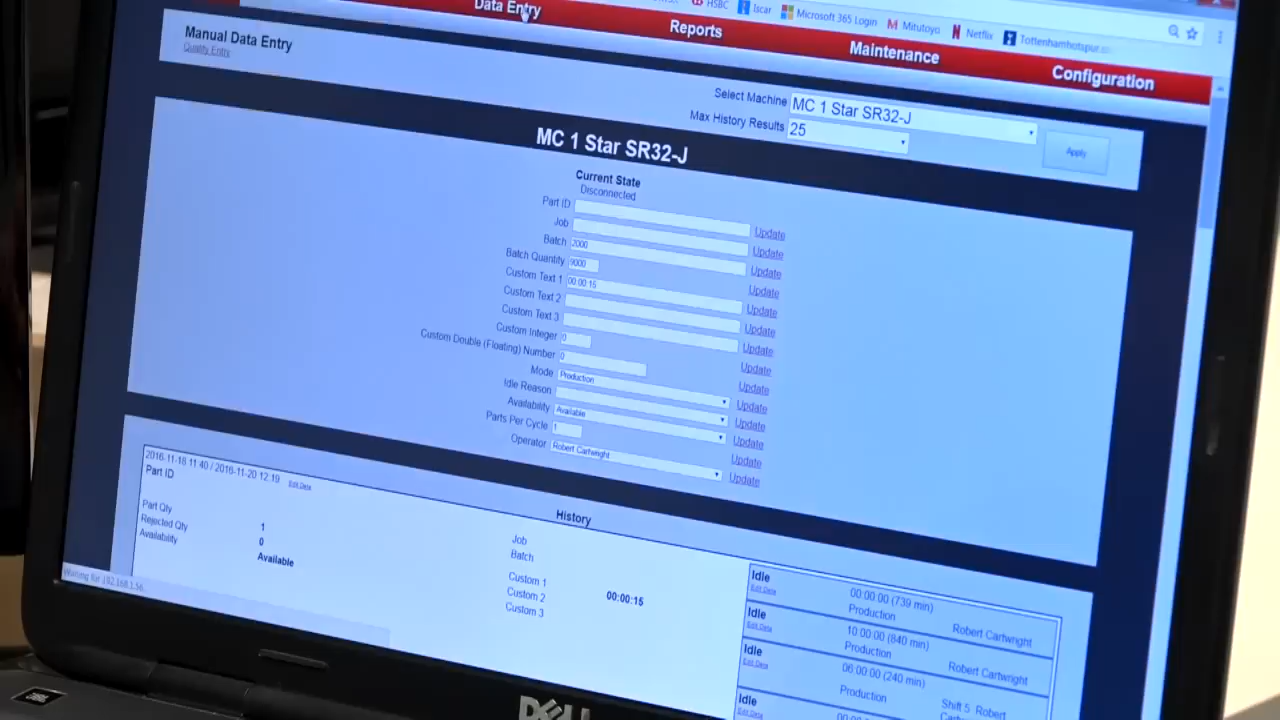 HSBC
Iscar
Microsoft 365 Login
Mitutoyo
Netflix
Tottenhamhotspur.co
Data Entry
Reports
Maintenance
Configuration
Manual Data Entry
Quality Entry
Select Machine MC 1 Star SR32-J
Max History Results 25
Apply
MC 1 Star SR32-J
Current State
Disconnected
Part ID Update
Job Update
Batch 2000 Update
Batch Quantity 9000 Update
Custom Text 1 00:00:15 Update
Custom Text 2 Update
Custom Text 3 Update
Custom Integer 0 Update
Custom Double (Floating) Number 0 Update
Mode Production Update
Idle Reason Update
Availability Available Update
Parts Per Cycle 1 Update
Operator Robert Cartwright Update
History
2016-11-18 11:40 / 2016-11-20 12:19 Edit Data
Part ID
Part Qty 1
Rejected Qty 0
Availability Available
Job
Batch
Custom 1 00:00:15
Custom 2
Custom 3
Idle 00:00:00 (739 min)
Edit Data Production Robert Cartwright
Idle 10:00:00 (840 min)
Edit Data Production Robert Cartwright
Idle 06:00:00 (240 min)
Edit Data Production Shift 5 Robert
Idle
Waiting for 192.168.1.56
DELL